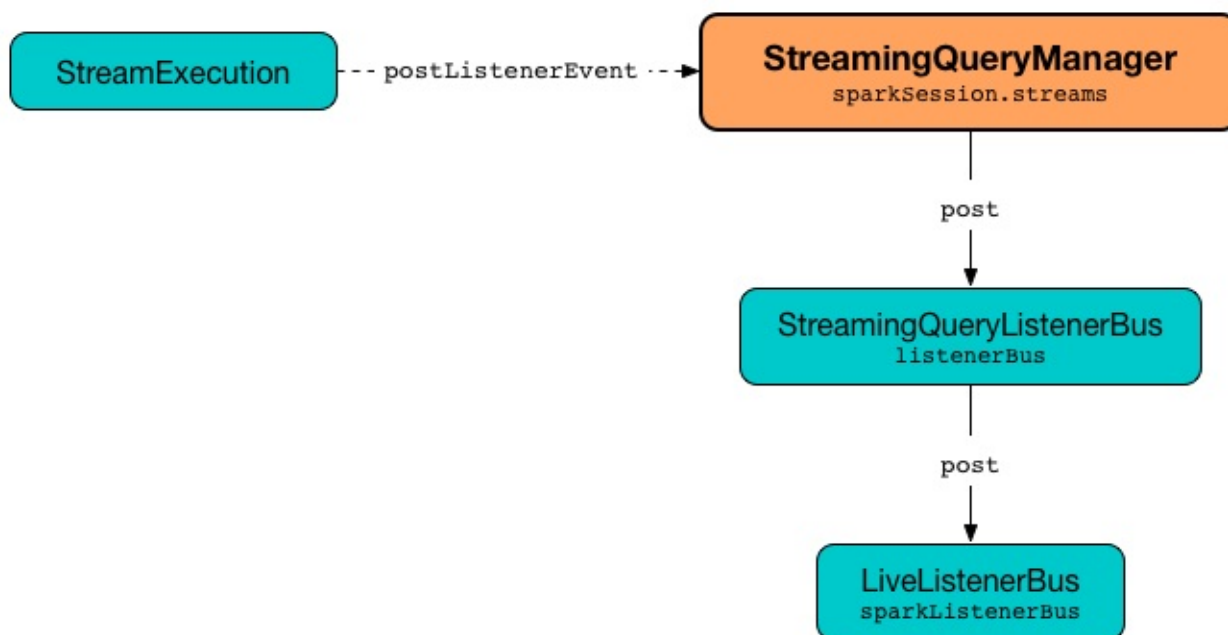 StreamExecution
postListenerEvent
StreamingQueryManager
sparkSession.streams
post
StreamingQueryListenerBus
listenerBus
post
LiveListenerBus
sparkListenerBus